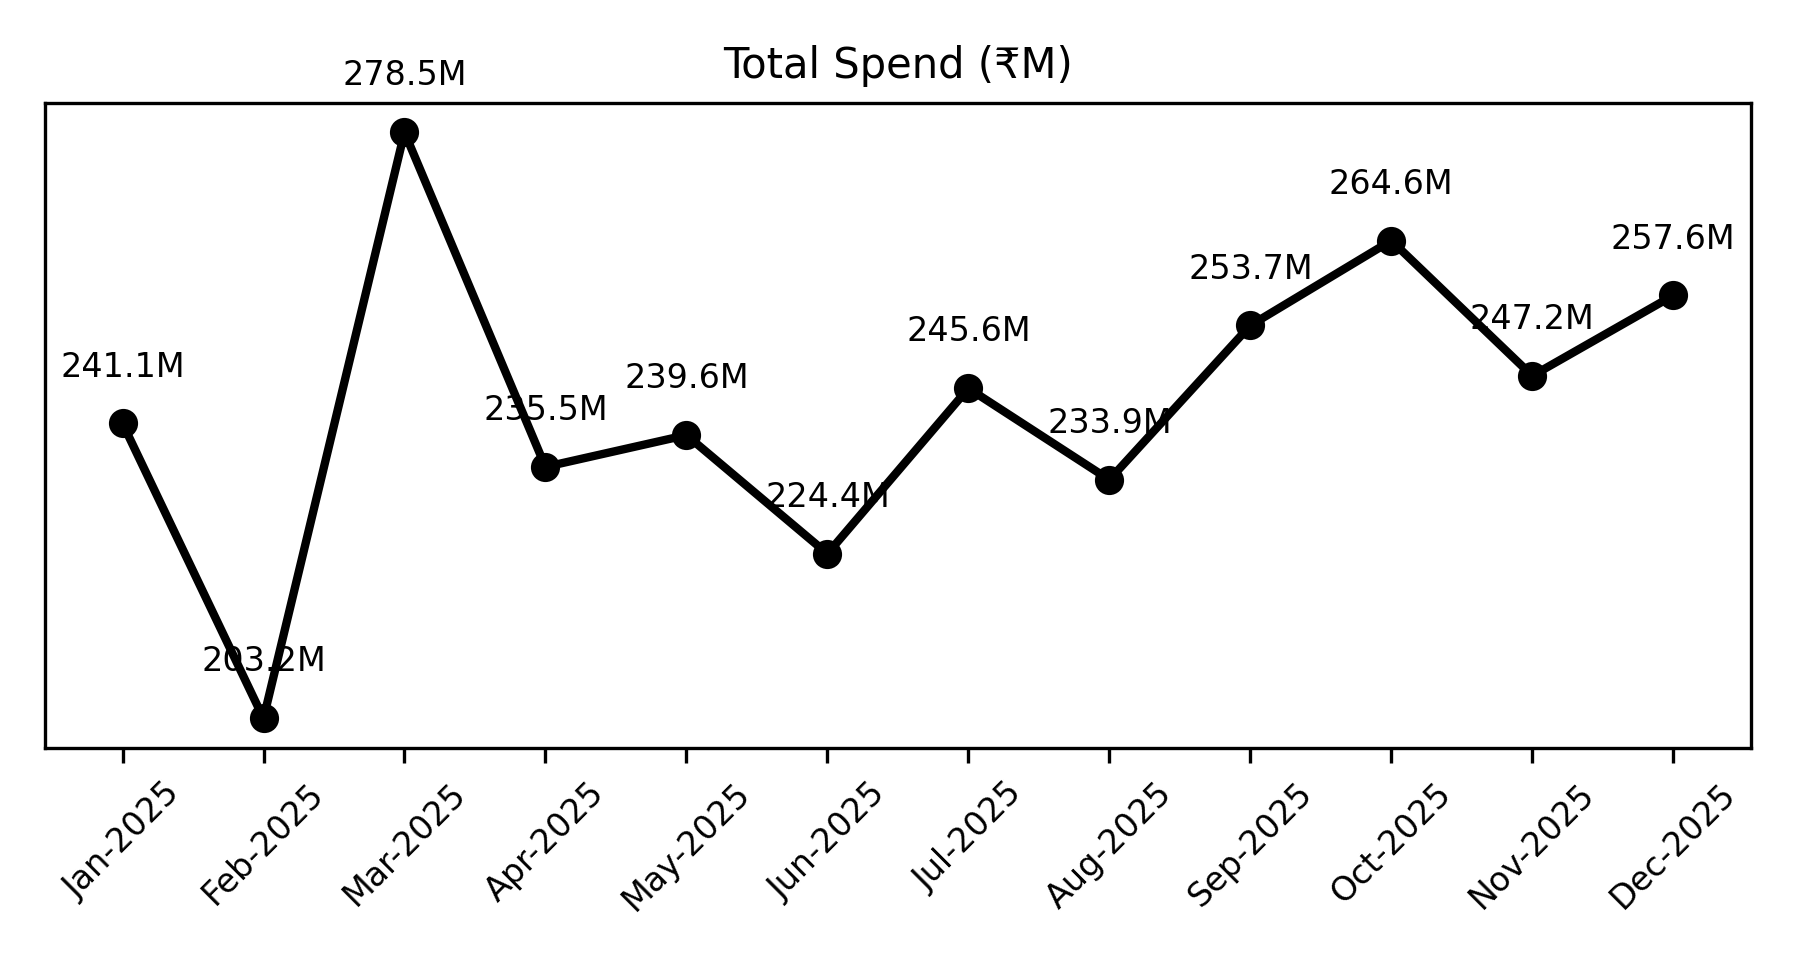 Total Spend (₹M)
278.5M
264.6M
257.6M
253.7M
247.2M
245.6M
241.1M
239.6M
235.5M
233.9M
224.4M
203.2M
Jan-2025
Feb-2025
Mar-2025
Apr-2025
May-2025
Jun-2025
Jul-2025
Aug-2025
Sep-2025
Oct-2025
Nov-2025
Dec-2025